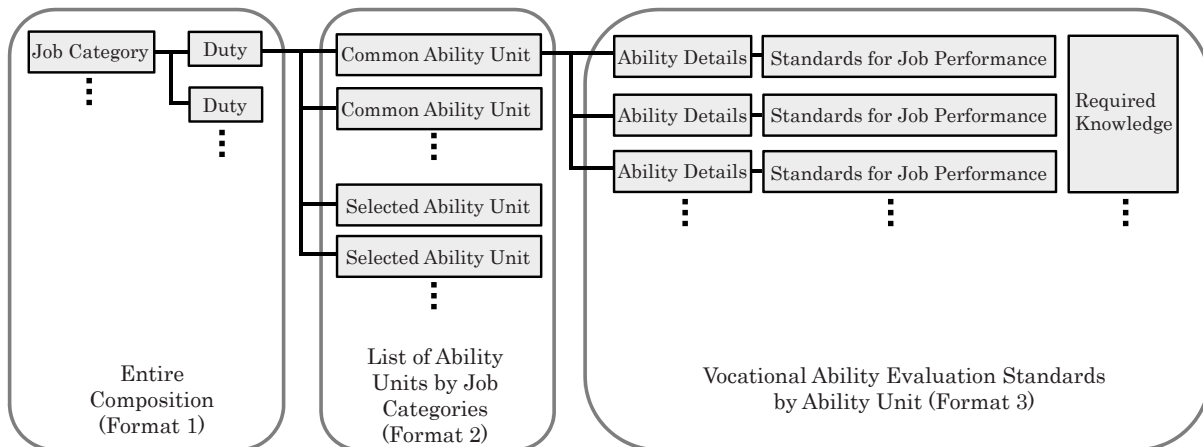 Job Category
Duty
Duty
Common Ability Unit
Common Ability Unit
Selected Ability Unit
Selected Ability Unit
Ability Details
Standards for Job Performance
Ability Details
Standards for Job Performance
Ability Details
Standards for Job Performance
Required
Knowledge
Entire
Composition
(Format 1)
List of Ability
Units by Job
Categories
(Format 2)
Vocational Ability Evaluation Standards
by Ability Unit (Format 3)